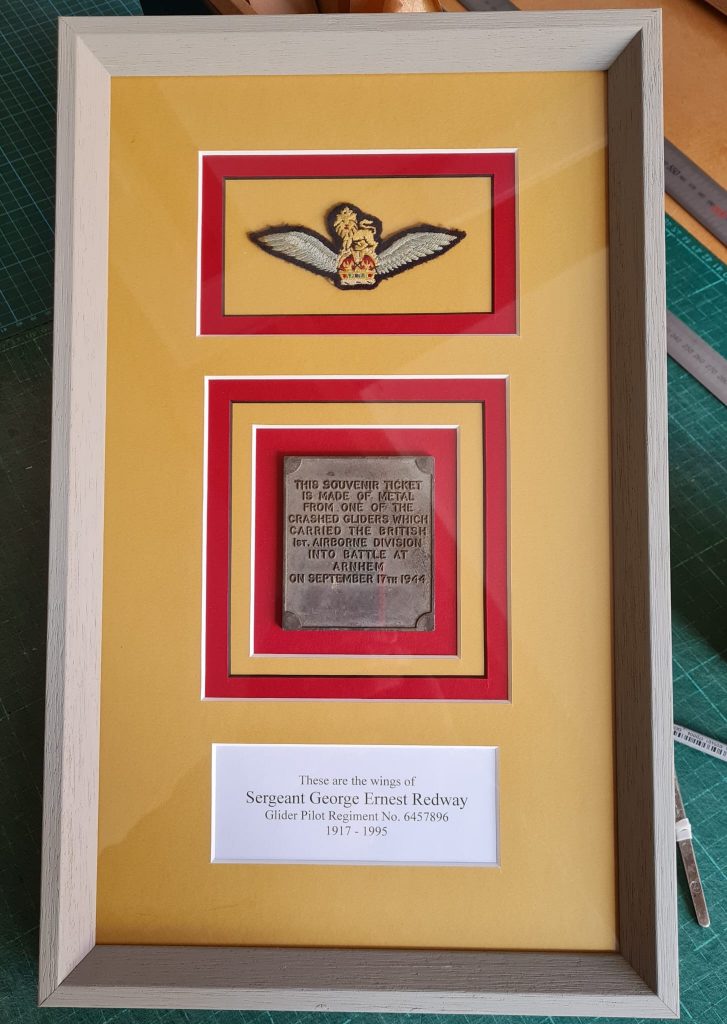 THIS SOUVENIR TICKET
IS MADE OF METAL
FROM ONE OF THE
CRASHED GLIDERS WHICH
CARRIED THE BRITISH
1ST. AIRBORNE DIVISION
INTO BATTLE AT
ARNHEM
ON SEPTEMBER 17TH 1944
These are the wings of
Sergeant George Ernest Redway
Glider Pilot Regiment No. 6457896
1917 - 1995